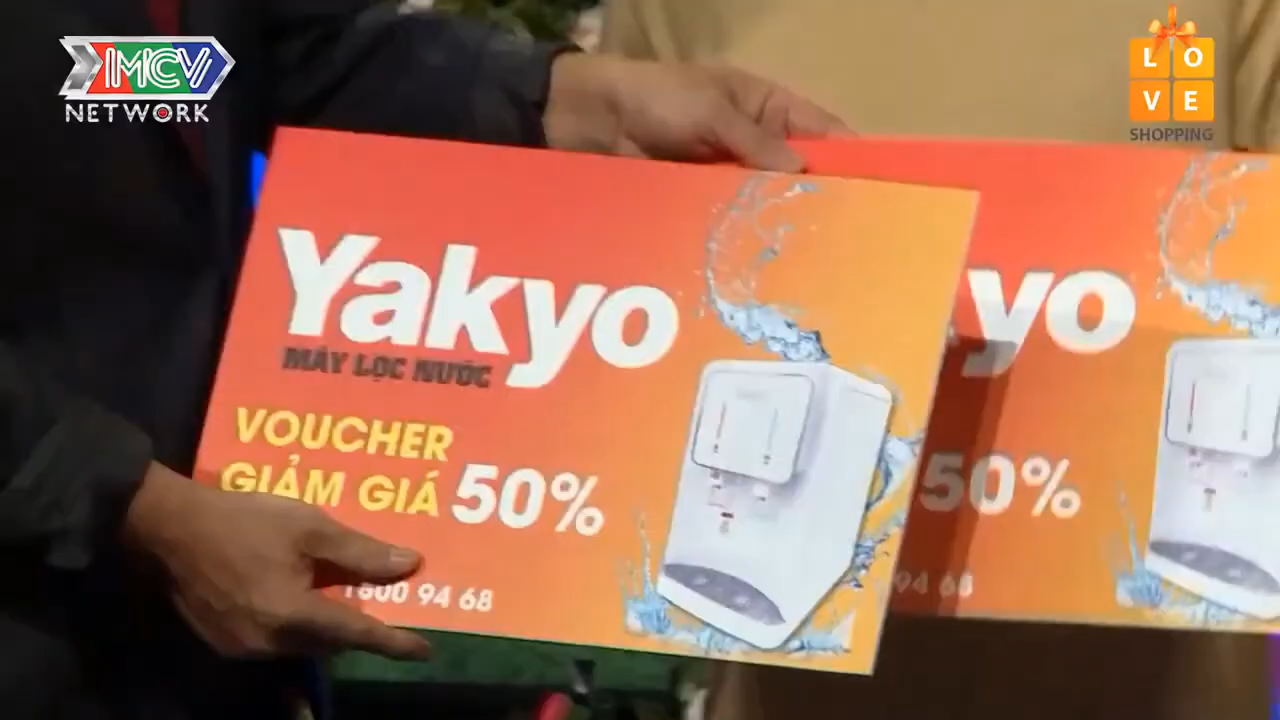 MCV
NETWORK
L O
V E
SHOPPING
Yakyo
MÁY LỌC NƯỚC
VOUCHER
GIẢM GIÁ 50%
1800 94 68
yo
50%
94 68